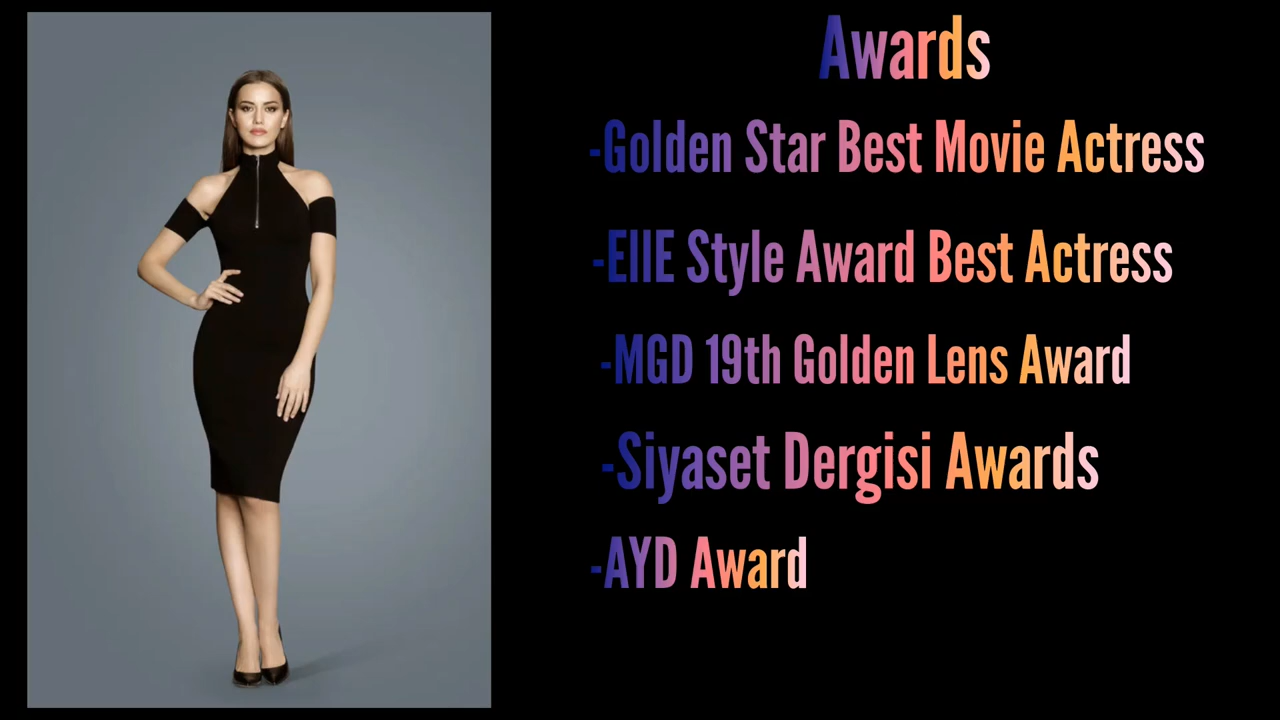 Awards
-Golden Star Best Movie Actress
-EllE Style Award Best Actress
-MGD 19th Golden Lens Award
-Siyaset Dergisi Awards
-AYD Award